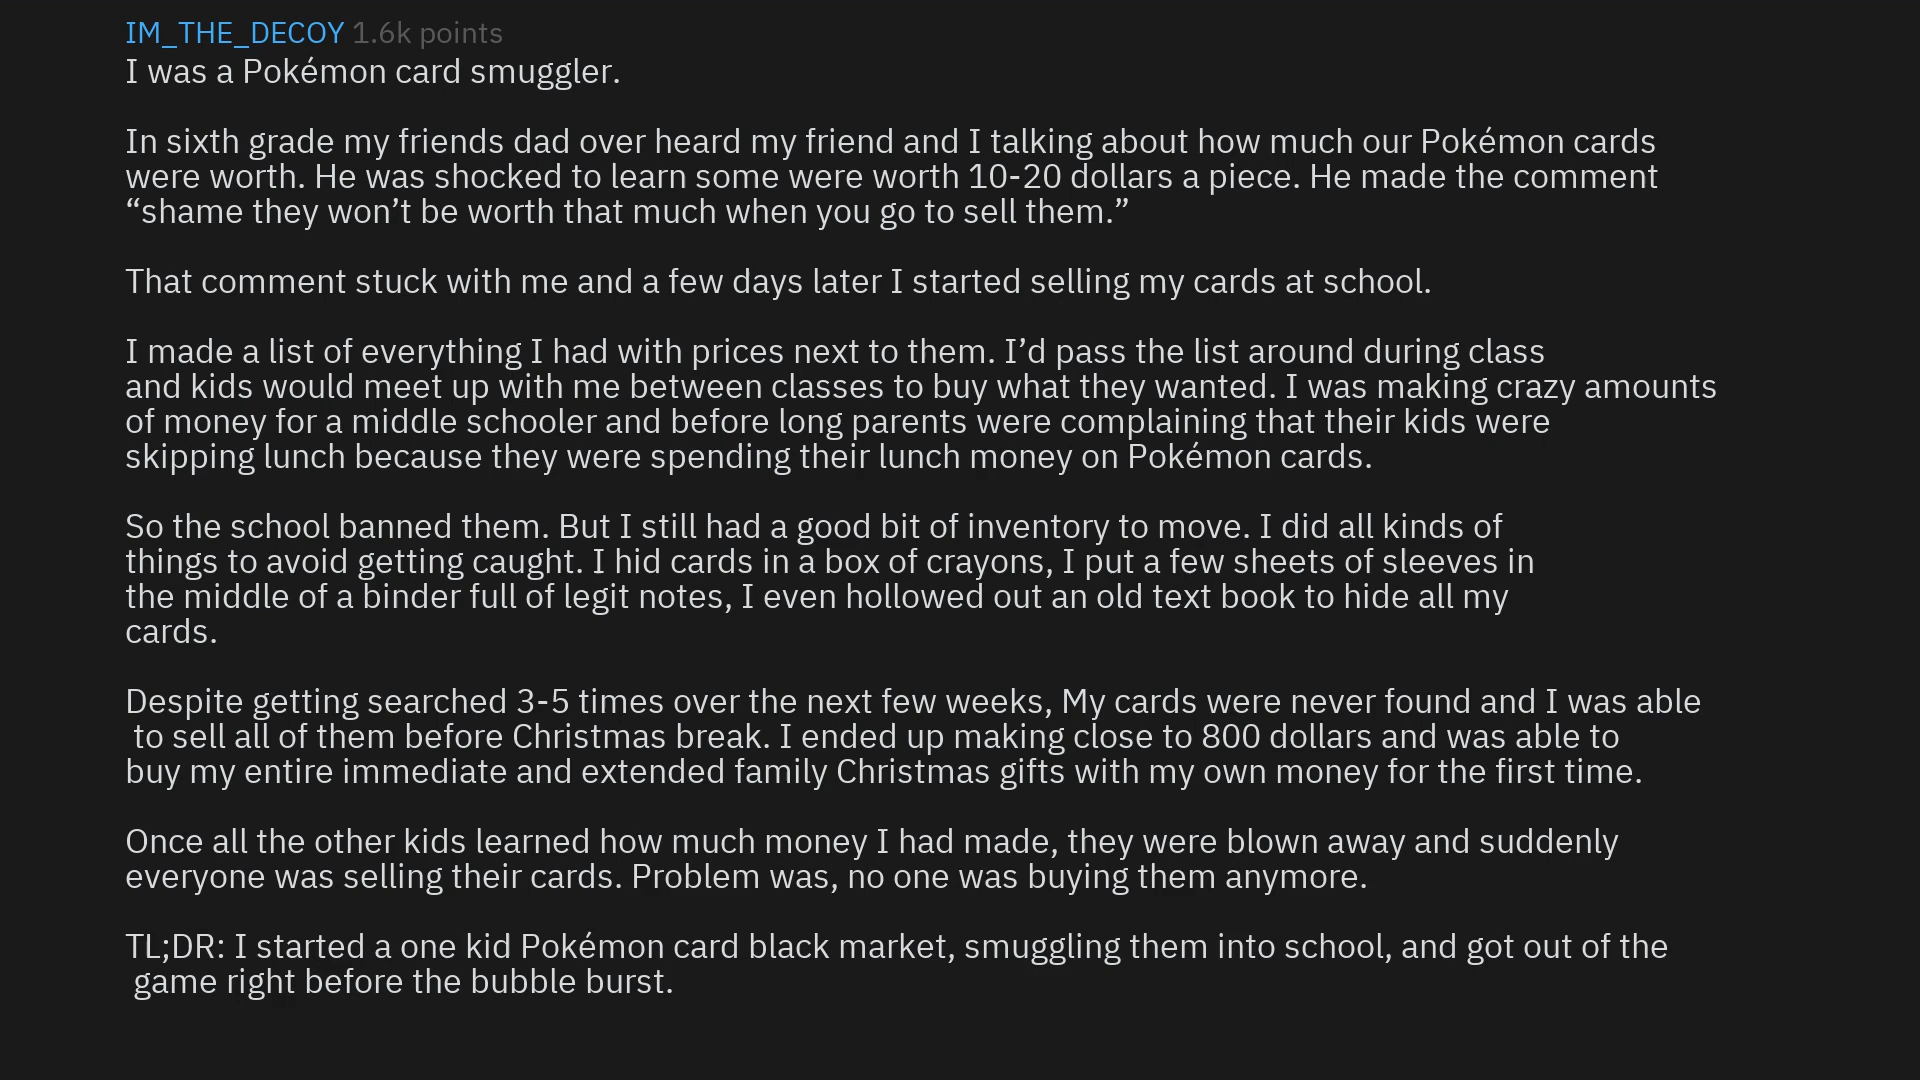 IM_THE_DECOY 1.6k points
I was a Pokémon card smuggler.
In sixth grade my friends dad over heard my friend and I talking about how much our Pokémon cards
were worth. He was shocked to learn some were worth 10-20 dollars a piece. He made the comment
“shame they won’t be worth that much when you go to sell them.”
That comment stuck with me and a few days later I started selling my cards at school.
I made a list of everything I had with prices next to them. I’d pass the list around during class
and kids would meet up with me between classes to buy what they wanted. I was making crazy amounts
of money for a middle schooler and before long parents were complaining that their kids were
skipping lunch because they were spending their lunch money on Pokémon cards.
So the school banned them. But I still had a good bit of inventory to move. I did all kinds of
things to avoid getting caught. I hid cards in a box of crayons, I put a few sheets of sleeves in
the middle of a binder full of legit notes, I even hollowed out an old text book to hide all my
cards.
Despite getting searched 3-5 times over the next few weeks, My cards were never found and I was able
to sell all of them before Christmas break. I ended up making close to 800 dollars and was able to
buy my entire immediate and extended family Christmas gifts with my own money for the first time.
Once all the other kids learned how much money I had made, they were blown away and suddenly
everyone was selling their cards. Problem was, no one was buying them anymore.
TL;DR: I started a one kid Pokémon card black market, smuggling them into school, and got out of the
game right before the bubble burst.